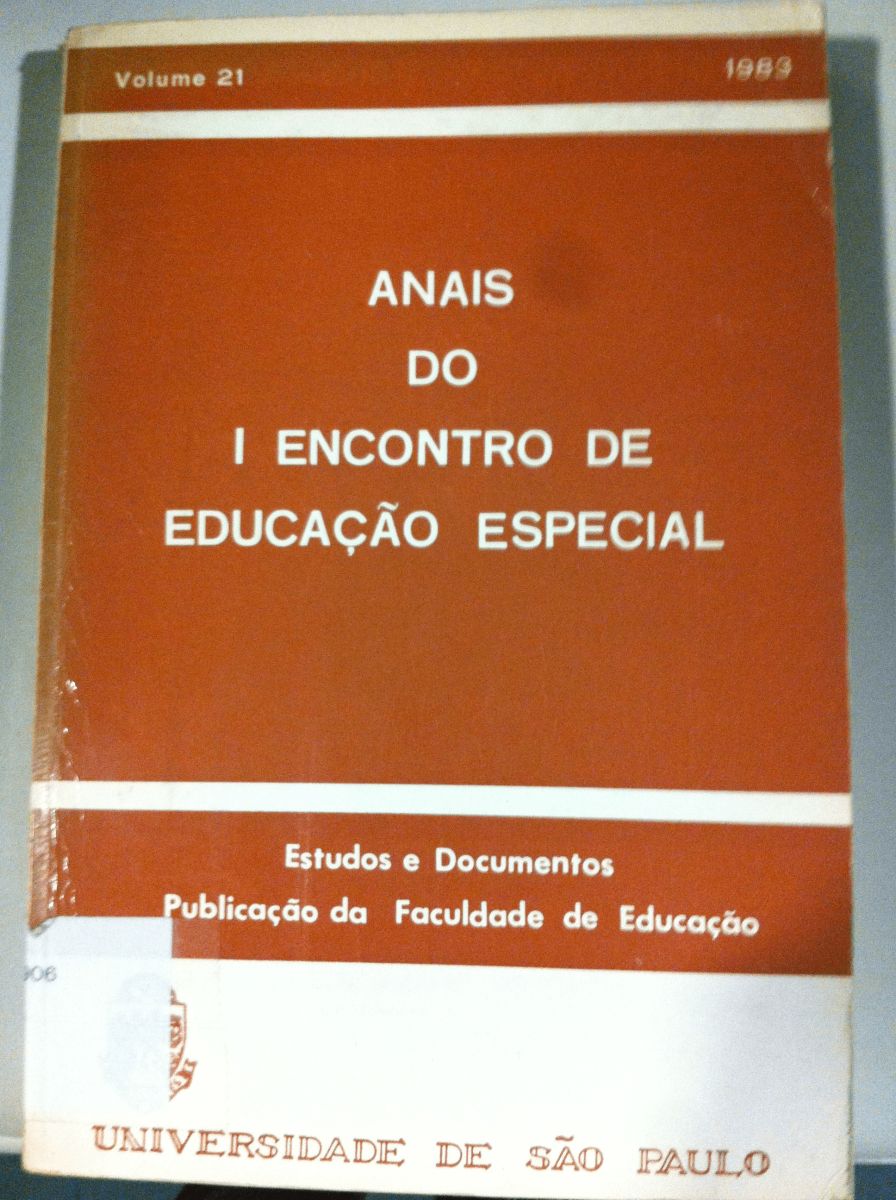 Volume 21 1983
ANAIS
DO
I ENCONTRO DE
EDUCAÇÃO ESPECIAL
Estudos e Documentos
Publicação da Faculdade de Educação
UNIVERSIDADE DE SÃO PAULO